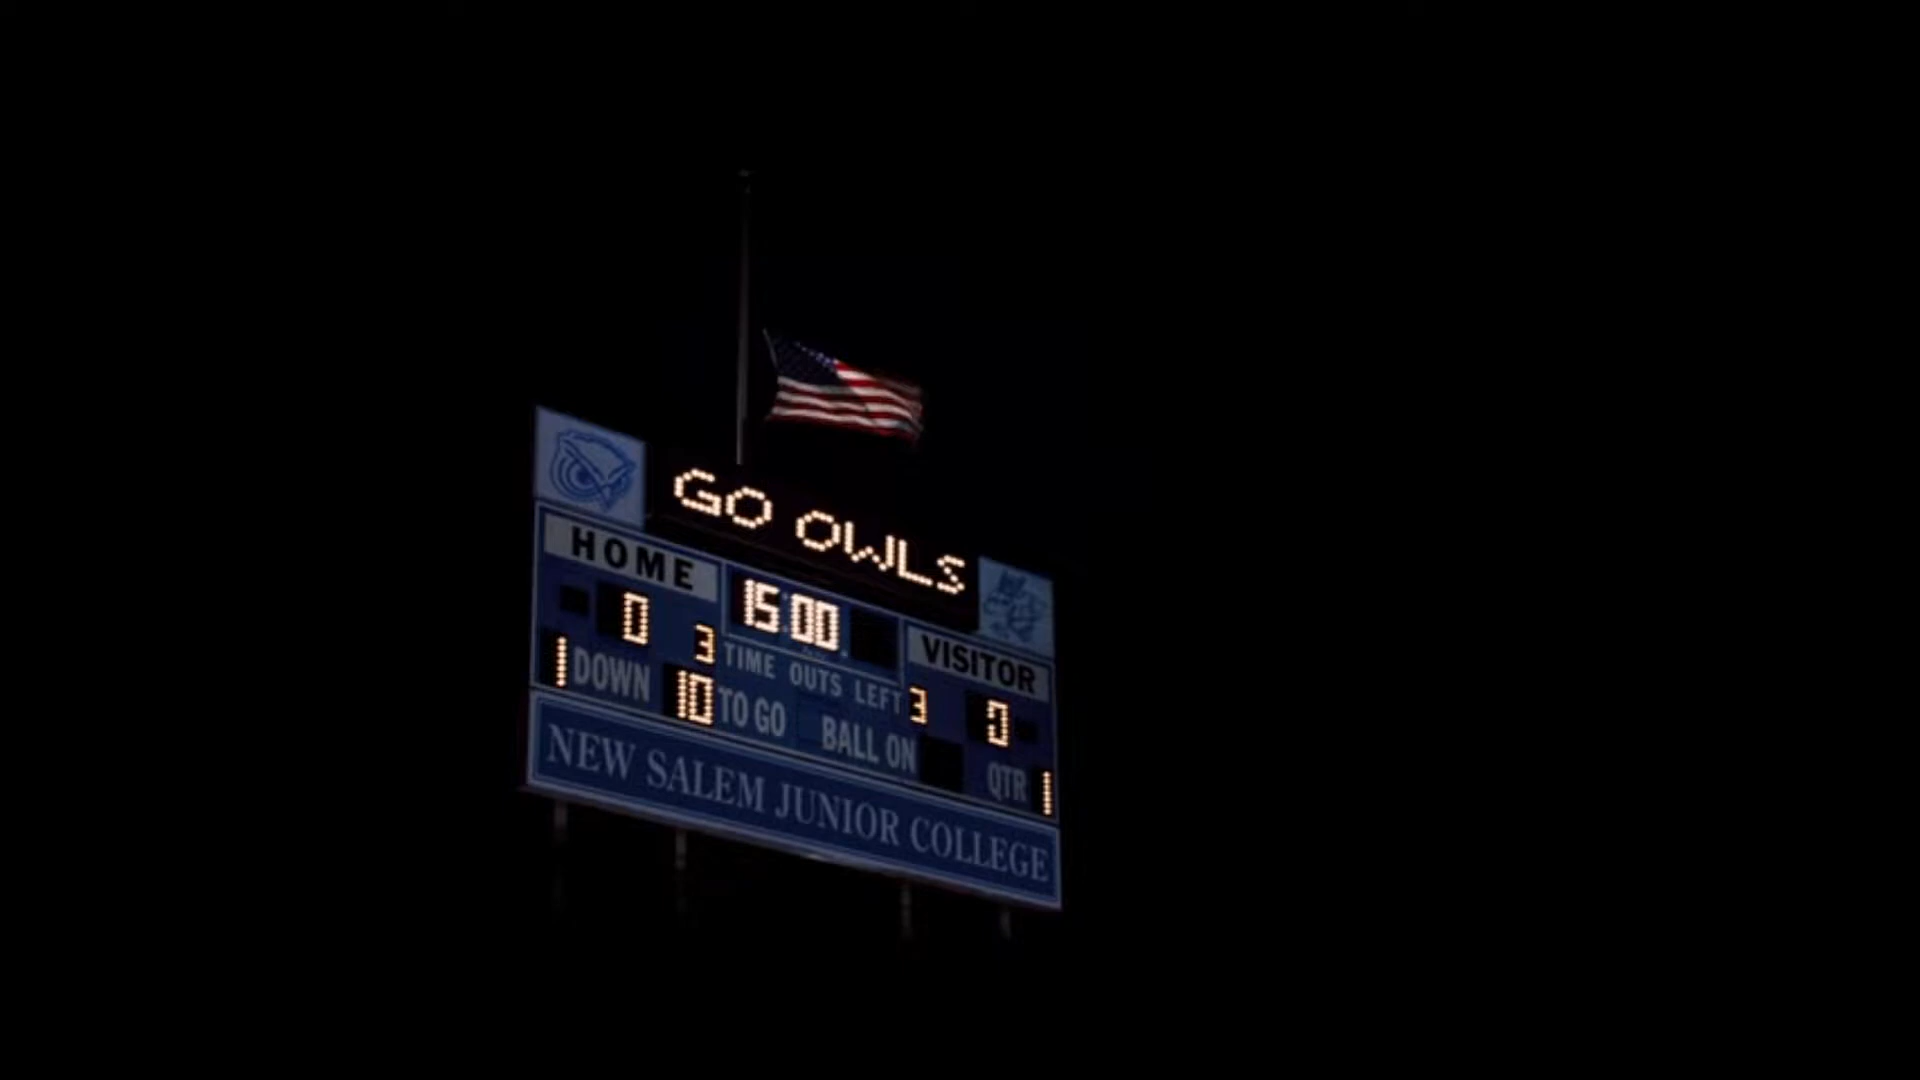 GO OWLS
HOME
15:00
VISITOR
0
3
TIME OUTS LEFT
3
0
1 DOWN
10 TO GO
BALL ON
QTR 1
NEW SALEM JUNIOR COLLEGE